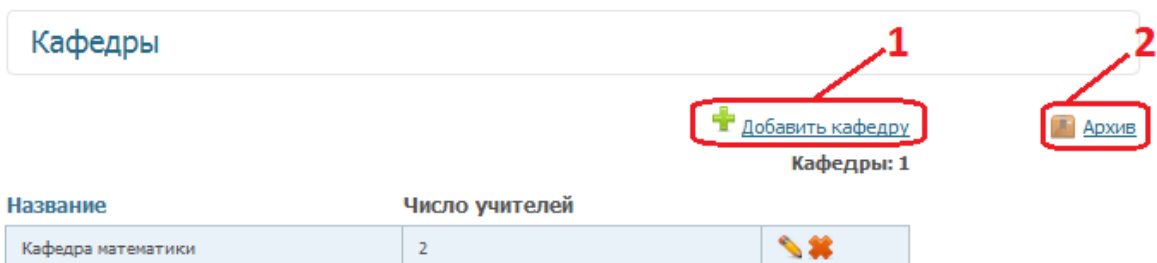 Кафедры
1
2
Добавить кафедру Архив
Кафедры: 1
Название Число учителей
Кафедра математики 2